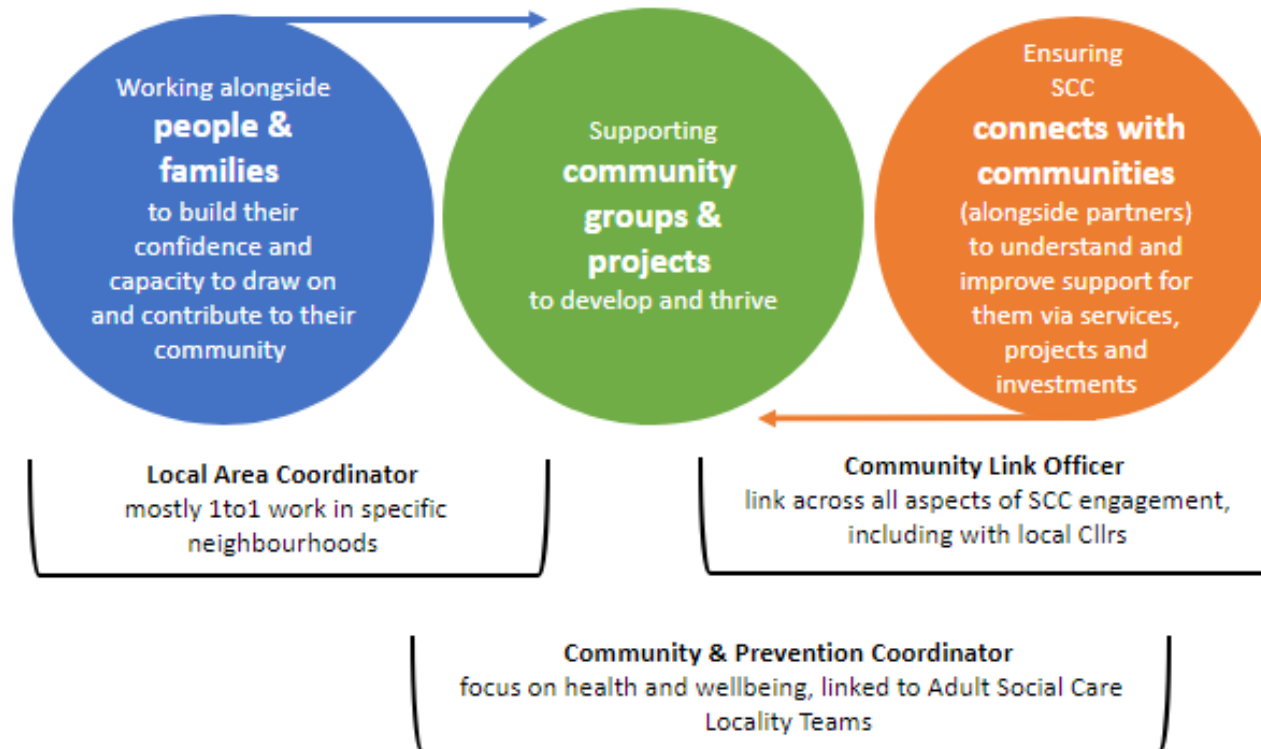 Working alongside
people &
families
to build their
confidence and
capacity to draw on
and contribute to their
community
Supporting
community
groups &
projects
to develop and thrive
Ensuring
SCC
connects with
communities
(alongside partners)
to understand and
improve support for
them via services,
projects and
investments
Local Area Coordinator
mostly 1to1 work in specific
neighbourhoods
Community Link Officer
link across all aspects of SCC engagement,
including with local Cllrs
Community & Prevention Coordinator
focus on health and wellbeing, linked to Adult Social Care
Locality Teams